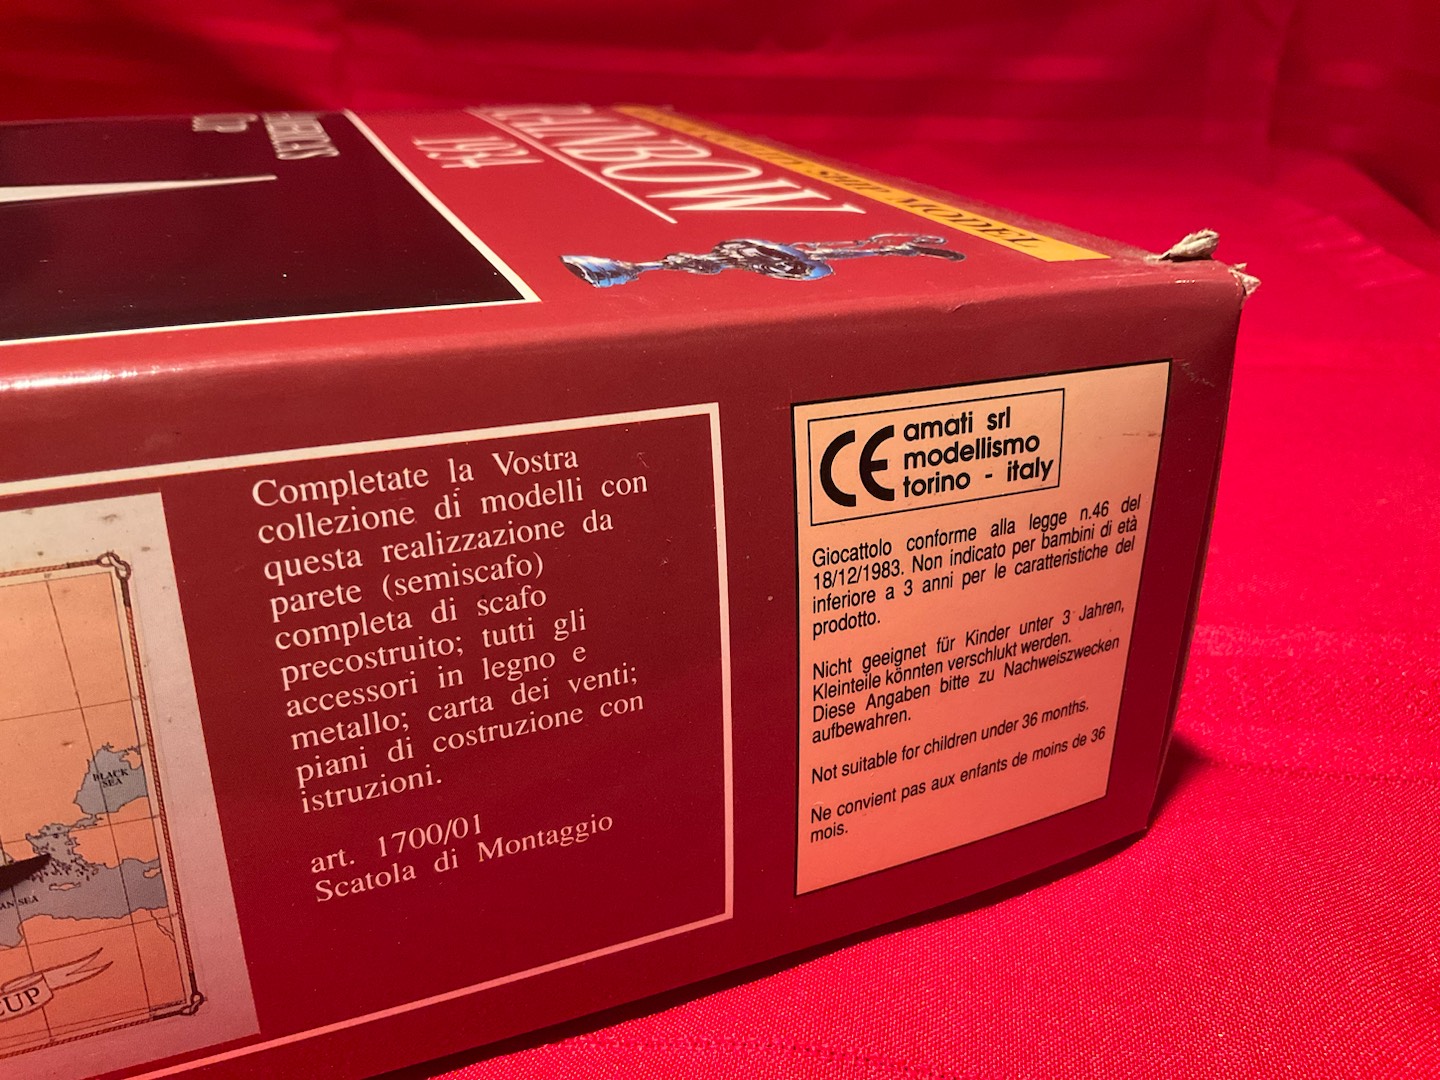 CUP
1934
SHIP MODEL
Completate la Vostra
collezione di modelli con
questa realizzazione da
parete (semiscafo)
completa di scafo
precostruito; tutti gli
accessori in legno e
metallo; carta dei venti;
piani di costruzione con
istruzioni.
art. 1700/01
Scatola di Montaggio
BLACK
SEA
SEA
CUP
CE
amati srl
modellismo
torino - italy
Giocattolo conforme alla legge n.46 del
18/12/1983. Non indicato per bambini di età
inferiore a 3 anni per le caratteristiche del
prodotto.
Nicht geeignet für Kinder unter 3 Jahren,
Kleinteile könnten verschlukt werden.
Diese Angaben bitte zu Nachweiszwecken
aufbewahren.
Not suitable for children under 36 months.
Ne convient pas aux enfants de moins de 36
mois.